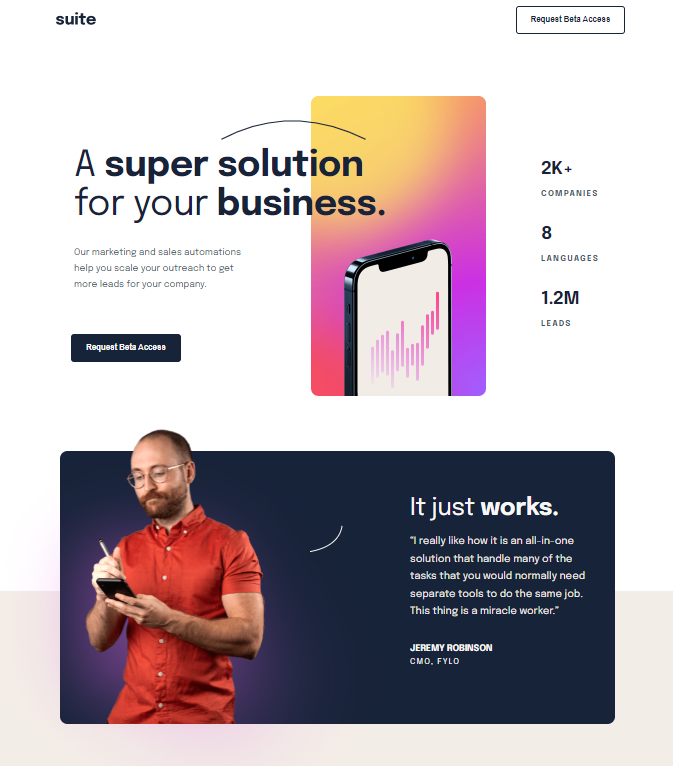 suite
Request Beta Access
A super solution
for your business.
Our marketing and sales automations
help you scale your outreach to get
more leads for your company.
Request Beta Access
2K+
COMPANIES
8
LANGUAGES
1.2M
LEADS
It just works.
“I really like how it is an all-in-one
solution that handle many of the
tasks that you would normally need
separate tools to do the same job.
This thing is a miracle worker.”
JEREMY ROBINSON
CMO, FYLO